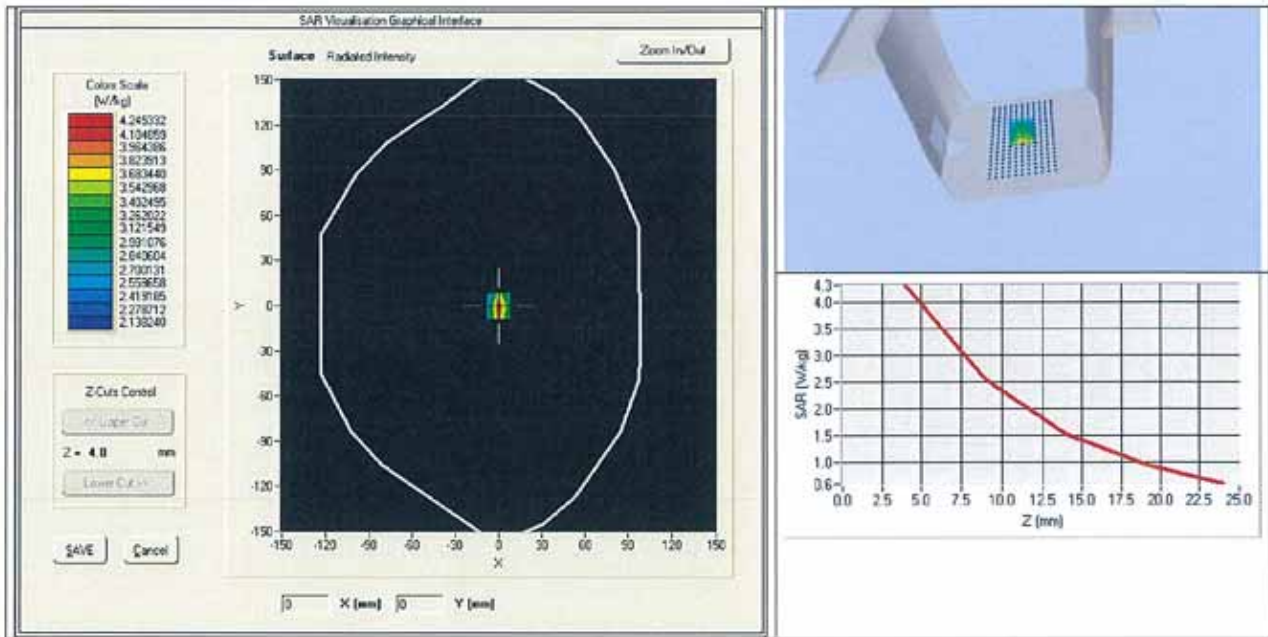 SAR Visualisation Graphical Interface
Surface Radiated Intensity
Zoom In/Out
Colors Scale
(W/kg)
4.245332
4.104859
3.964386
3.823913
3.683440
3.542968
3.402495
3.262022
3.121549
2.981076
2.840604
2.700131
2.559658
2.419185
2.278712
2.138240
Z-Cuts Control
<< Upper Cut
Z = 4.0 mm
Lower Cut >>
SAVE Cancel
150
120
90
60
30
0
-30
-60
-90
-120
-150
Y
-150 -120 -90 -60 -30 0 30 60 90 120 150
X
0 X (mm) 0 Y (mm)
4.3
4.0
3.5
3.0
2.5
2.0
1.5
1.0
0.6
SAR (W/kg)
0.0 2.5 5.0 7.5 10.0 12.5 15.0 17.5 20.0 22.5 25.0
Z (mm)